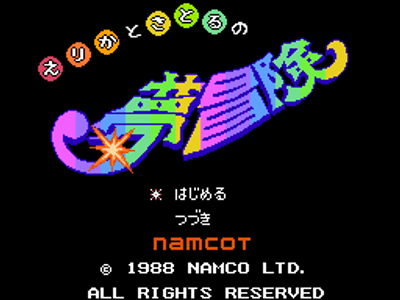 えりかとさとるの
夢冒険
はじめる
つづき
namcot
© 1988 NAMCO LTD.
ALL RIGHTS RESERVED